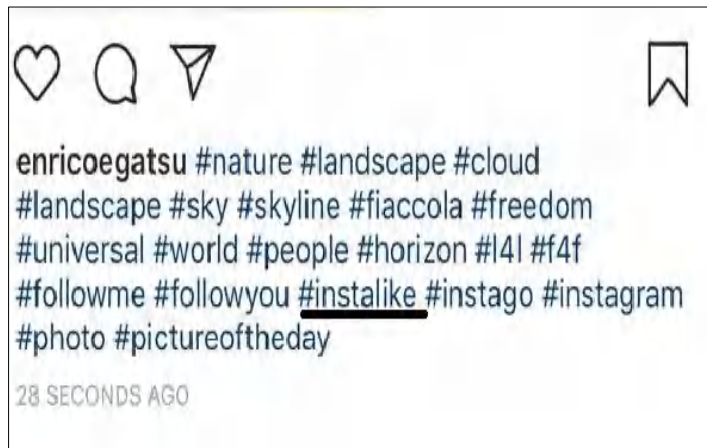 enricoegatsu #nature #landscape #cloud
#landscape #sky #skyline #fiaccola #freedom
#universal #world #people #horizon #l4l #f4f
#followme #followyou #instalike #instago #instagram
#photo #pictureoftheday
28 SECONDS AGO